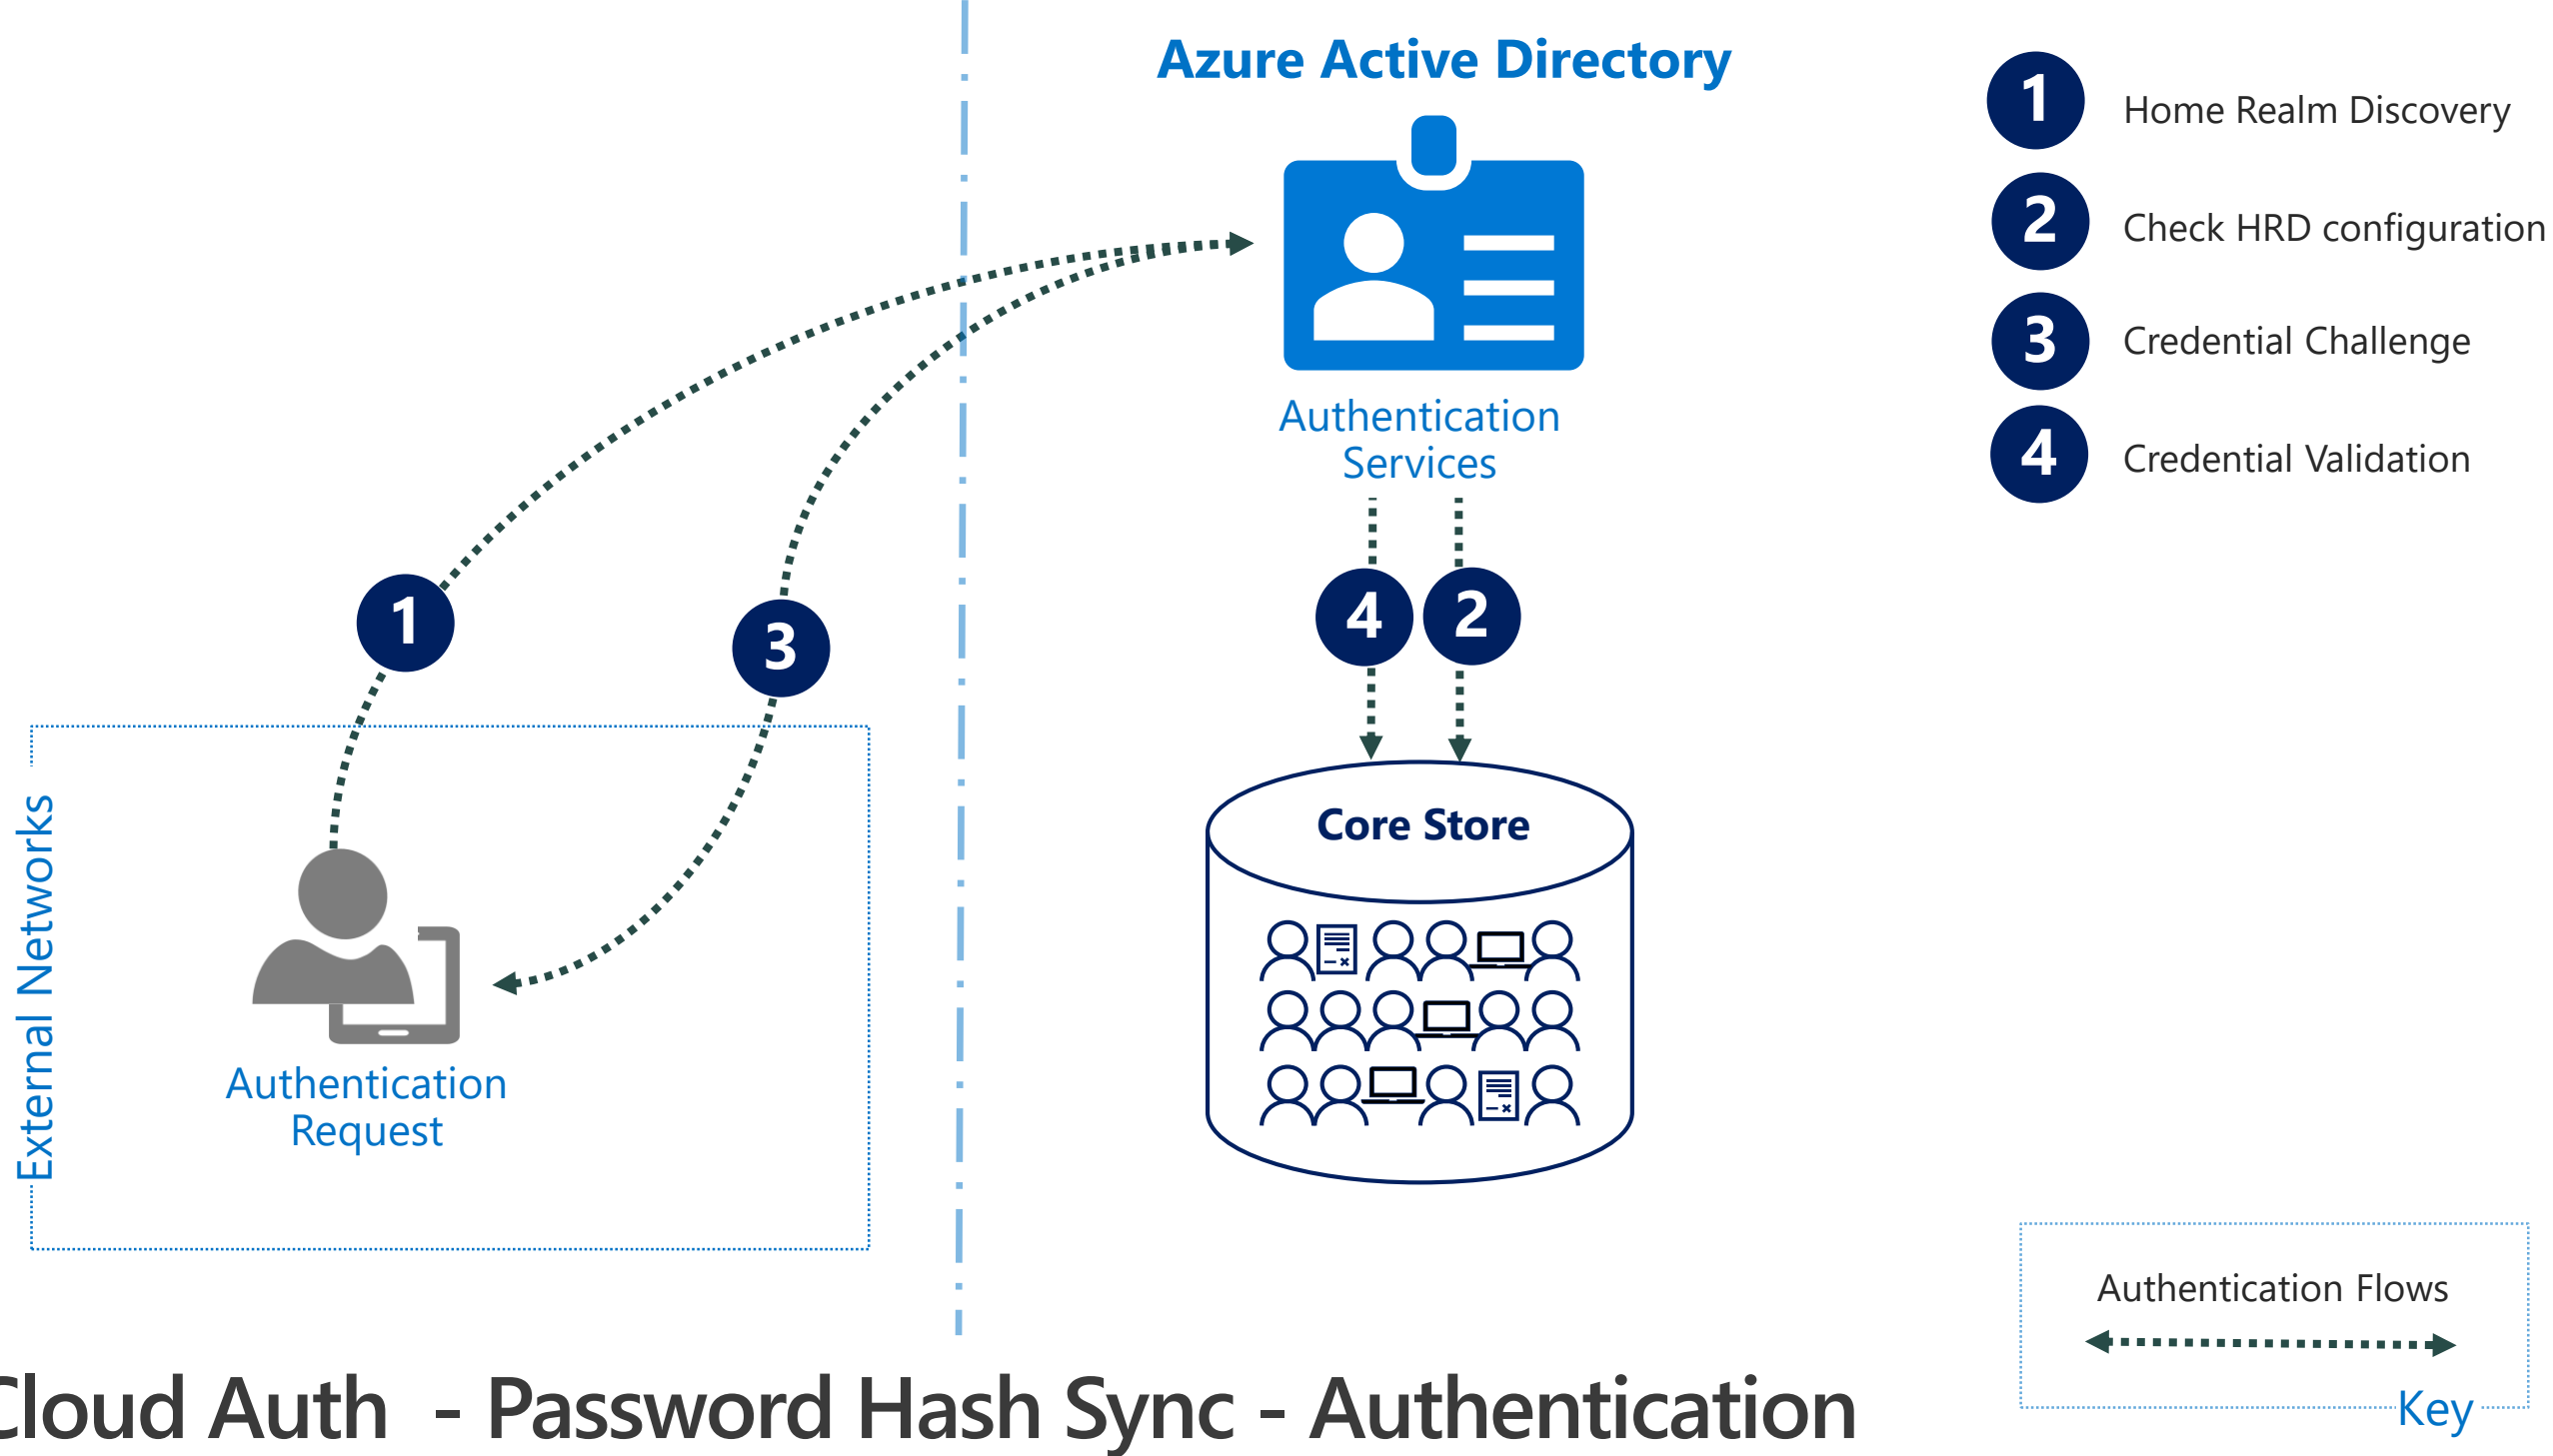 Azure Active Directory
1 Home Realm Discovery
2 Check HRD configuration
3 Credential Challenge
4 Credential Validation
Authentication
Services
1
3
4
2
Core Store
External Networks
Authentication
Request
Authentication Flows
Key
Cloud Auth - Password Hash Sync - Authentication